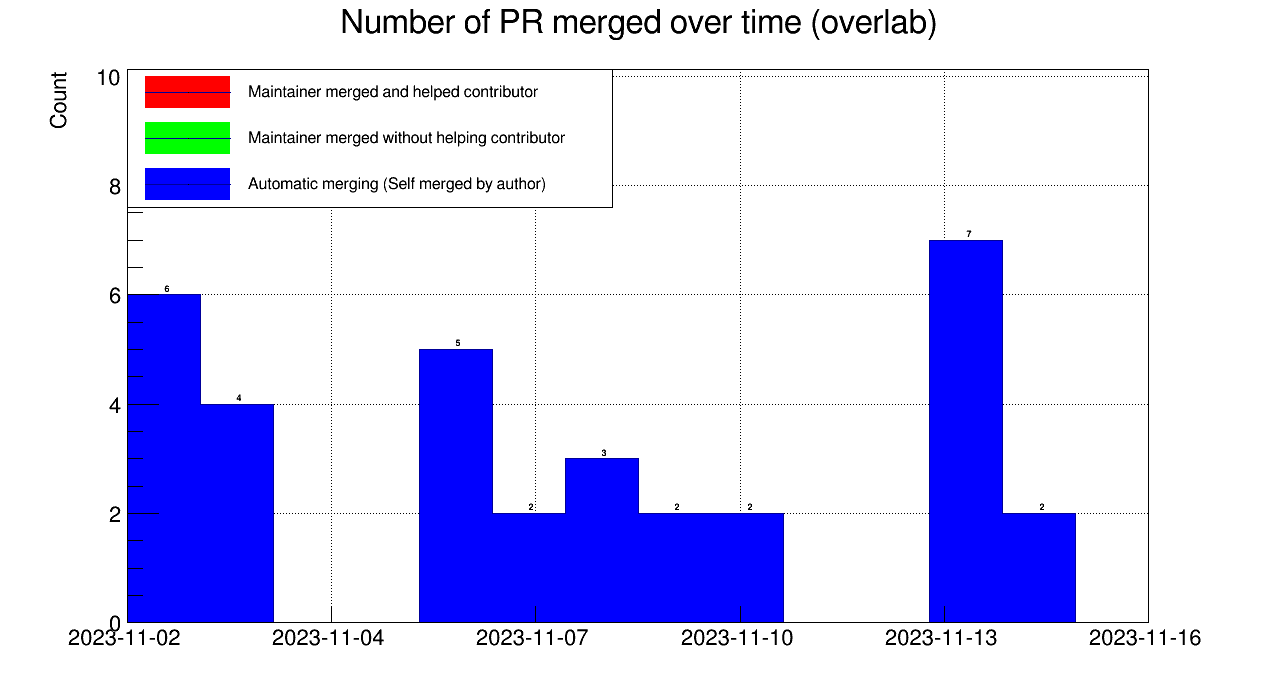 Number of PR merged over time (overlab)
Count
Maintainer merged and helped contributor
Maintainer merged without helping contributor
Automatic merging (Self merged by author)
10
8
6
4
2
0
6
4
5
2
3
2
2
7
2
2023-11-02 2023-11-04 2023-11-07 2023-11-10 2023-11-13 2023-11-16